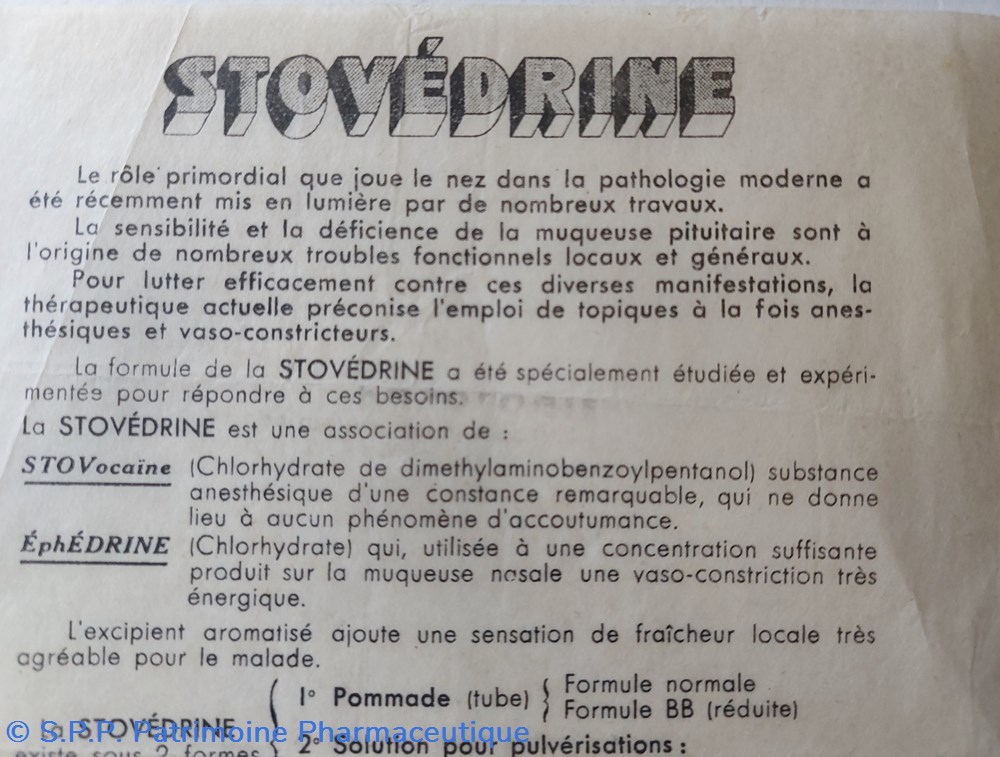 STOVÉDRINE
Le rôle primordial que joue le nez dans la pathologie moderne a
été récemment mis en lumière par de nombreux travaux.
La sensibilité et la déficience de la muqueuse pituitaire sont à
l'origine de nombreux troubles fonctionnels locaux et généraux.
Pour lutter efficacement contre ces diverses manifestations, la
thérapeutique actuelle préconise l'emploi de topiques à la fois anes-
thésiques et vaso-constricteurs.
La formule de la STOVÉDRINE a été spécialement étudiée et expéri-
mentée pour répondre à ces besoins.
La STOVÉDRINE est une association de :
STOVocaïne (Chlorhydrate de dimethylaminobenzoylpentanol) substance
anesthésique d'une constance remarquable, qui ne donne
lieu à aucun phénomène d'accoutumance.
ÉphÉDRINE (Chlorhydrate) qui, utilisée à une concentration suffisante
produit sur la muqueuse nasale une vaso-constriction très
énergique.
L'excipient aromatisé ajoute une sensation de fraîcheur locale très
agréable pour le malade.
1° Pommade (tube) { Formule normale
Formule BB (réduite)
La STOVÉDRINE
existe sous 2 formes
2° Solution pour pulvérisations :
© S.P.P. Patrimoine Pharmaceutique